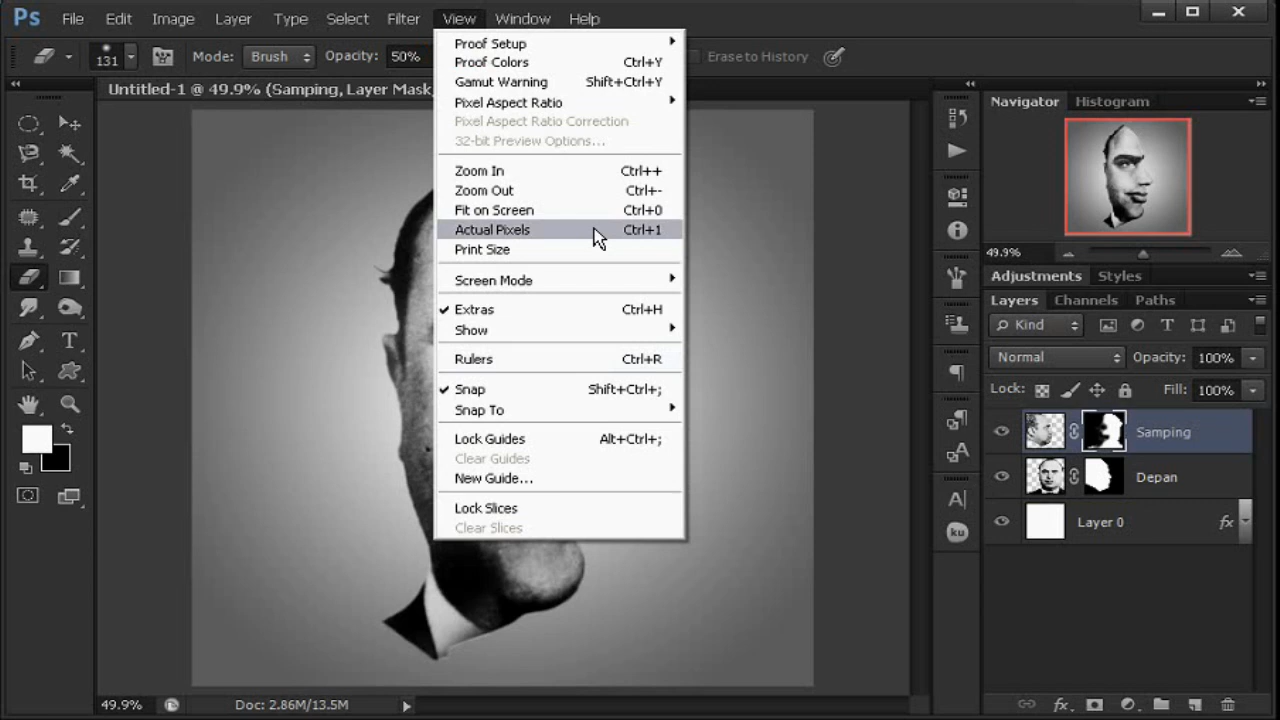 Ps File Edit Image Layer Type Select Filter View Window Help
131 Mode: Brush Opacity: 50% Erase to History
Untitled-1 @ 49.9% (Samping, Layer Mask
Proof Setup
Proof Colors Ctrl+Y
Gamut Warning Shift+Ctrl+Y
Pixel Aspect Ratio
Pixel Aspect Ratio Correction
32-bit Preview Options...
Zoom In Ctrl++
Zoom Out Ctrl+-
Fit on Screen Ctrl+0
Actual Pixels Ctrl+1
Print Size
Screen Mode
Extras Ctrl+H
Show
Rulers Ctrl+R
Snap Shift+Ctrl+;
Snap To
Lock Guides Alt+Ctrl+;
Clear Guides
New Guide...
Lock Slices
Clear Slices
Navigator Histogram
49.9%
Adjustments Styles
Layers Channels Paths
Kind
Normal Opacity: 100%
Lock: Fill: 100%
Samping
Depan
Layer 0 fx
ku
49.9% Doc: 2.86M/13.5M
fx